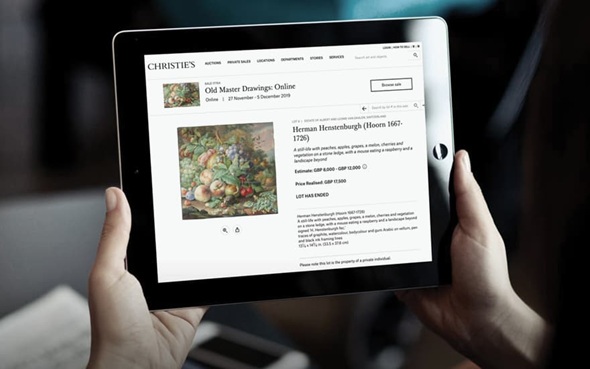 LOGIN | HOW TO SELL
CHRISTIE'S
AUCTIONS PRIVATE SALES LOCATIONS DEPARTMENTS STORIES SERVICES
Old Master Drawings: Online
Online | 27 November - 5 December 2019
Browse sale
Herman Henstenburgh (Hoorn 1667-
1726)
A still-life with peaches, apples, grapes, a melon, cherries and
vegetation on a stone ledge, with a mouse eating a raspberry and a
landscape beyond
Estimate: GBP 8,000 - GBP 12,000
Price Realised: GBP 17,500
LOT HAS ENDED
Herman Henstenburgh (Hoorn 1667-1726)
A still-life with peaches, apples, grapes, a melon, cherries and vegetation
on a stone ledge, with a mouse eating a raspberry and a landscape beyond
signed 'H. Henstenburgh fec.'
traces of graphite, watercolour, bodycolour and gum Arabic on vellum, pen
and black ink framing lines
Please note this lot is the property of a private individual.